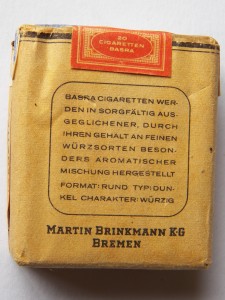 20
CIGARETTEN
BASRA
BASRA CIGARETTEN WER-
DEN IN SORGFÄLTIG AUS-
GEGLICHENER, DURCH
IHREN GEHALT AN FEINEN
WÜRZSORTEN BESON-
DERS AROMATISCHER
MISCHUNG HERGESTELLT
FORMAT: RUND TYP: DUN-
KEL CHARAKTER: WÜRZIG
MARTIN BRINKMANN K·G
BREMEN